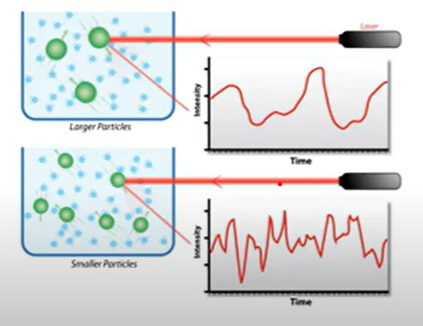 Laser
Intensity
Time
Larger Particles
Intensity
Time
Smaller Particles